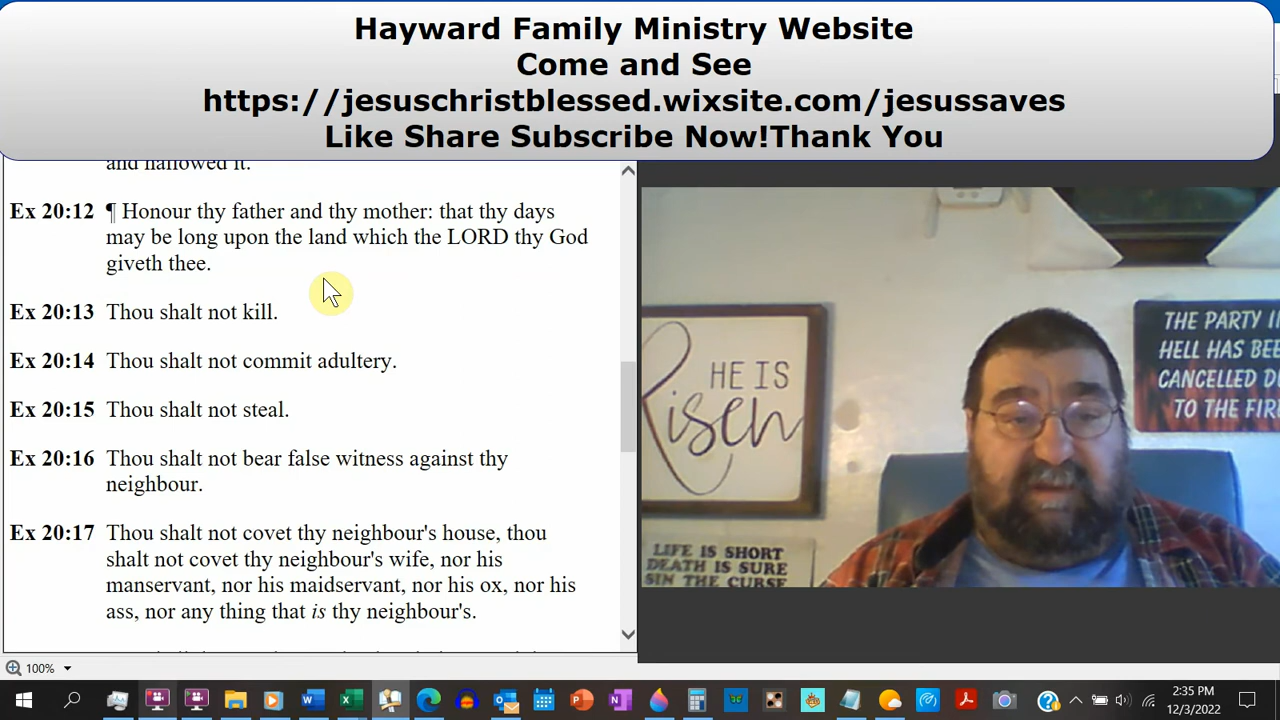 Hayward Family Ministry Website
Come and See
https://jesuschristblessed.wixsite.com/jesussaves
Like Share Subscribe Now!Thank You
and hallowed it.
Ex 20:12 ¶ Honour thy father and thy mother: that thy days
may be long upon the land which the LORD thy God
giveth thee.
Ex 20:13 Thou shalt not kill.
Ex 20:14 Thou shalt not commit adultery.
Ex 20:15 Thou shalt not steal.
Ex 20:16 Thou shalt not bear false witness against thy
neighbour.
Ex 20:17 Thou shalt not covet thy neighbour's house, thou
shalt not covet thy neighbour's wife, nor his
manservant, nor his maidservant, nor his ox, nor his
ass, nor any thing that is thy neighbour's.
HE IS
Risen
THE PARTY I
HELL HAS BEE
CANCELLED D
TO THE FIR
LIFE IS SHORT
DEATH IS SURE
SIN THE CURSE
100%
2:35 PM
12/3/2022